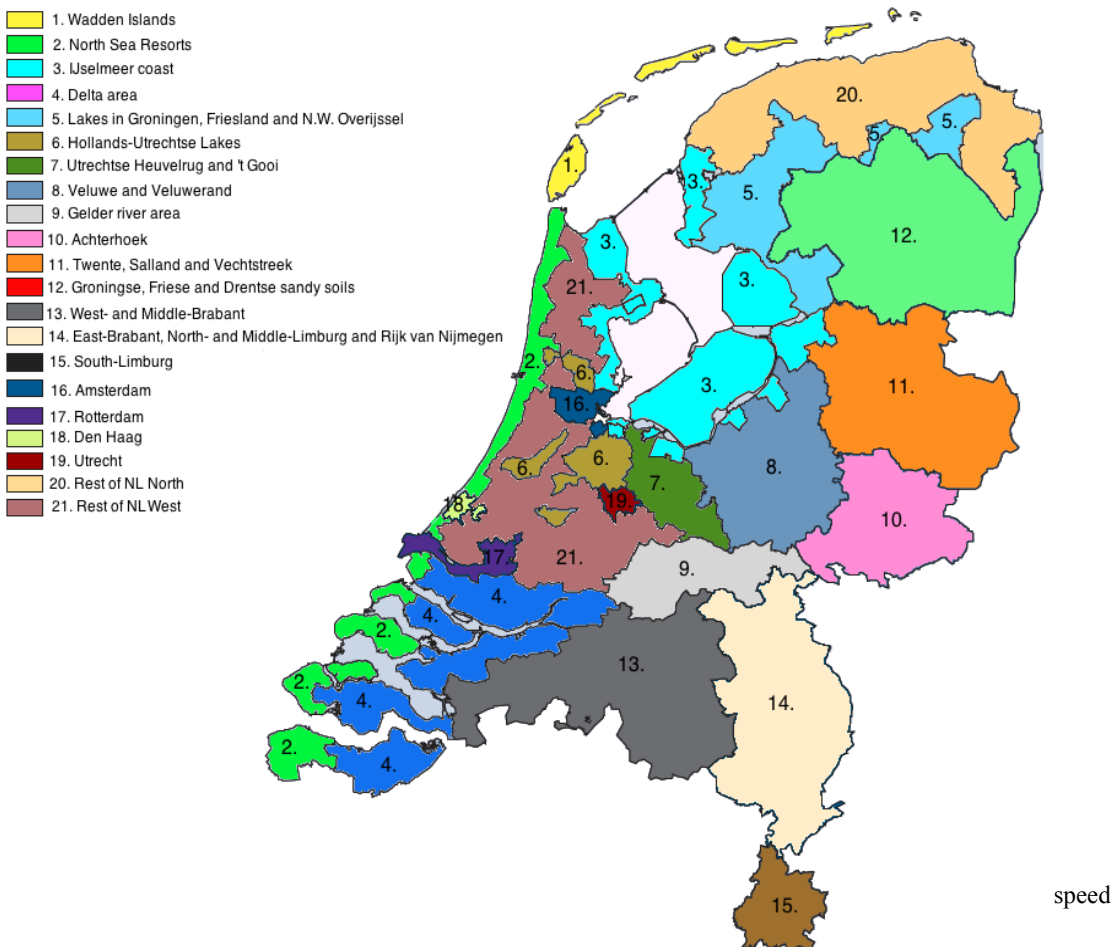 1. Wadden Islands
2. North Sea Resorts
3. IJselmeer coast
4. Delta area
5. Lakes in Groningen, Friesland and N.W. Overijssel
6. Hollands-Utrechtse Lakes
7. Utrechtse Heuvelrug and 't Gooi
8. Veluwe and Veluwerand
9. Gelder river area
10. Achterhoek
11. Twente, Salland and Vechtstreek
12. Groningse, Friese and Drentse sandy soils
13. West- and Middle-Brabant
14. East-Brabant, North- and Middle-Limburg and Rijk van Nijmegen
15. South-Limburg
16. Amsterdam
17. Rotterdam
18. Den Haag
19. Utrecht
20. Rest of NL North
21. Rest of NL West
20.
5.
5.
1.
3.
5.
12.
3.
3.
21.
2.
6.
3.
11.
16.
6.
6.
8.
7.
18.
19.
10.
17.
21.
9.
4.
4.
2.
13.
2.
4.
14.
2.
4.
15.
speed